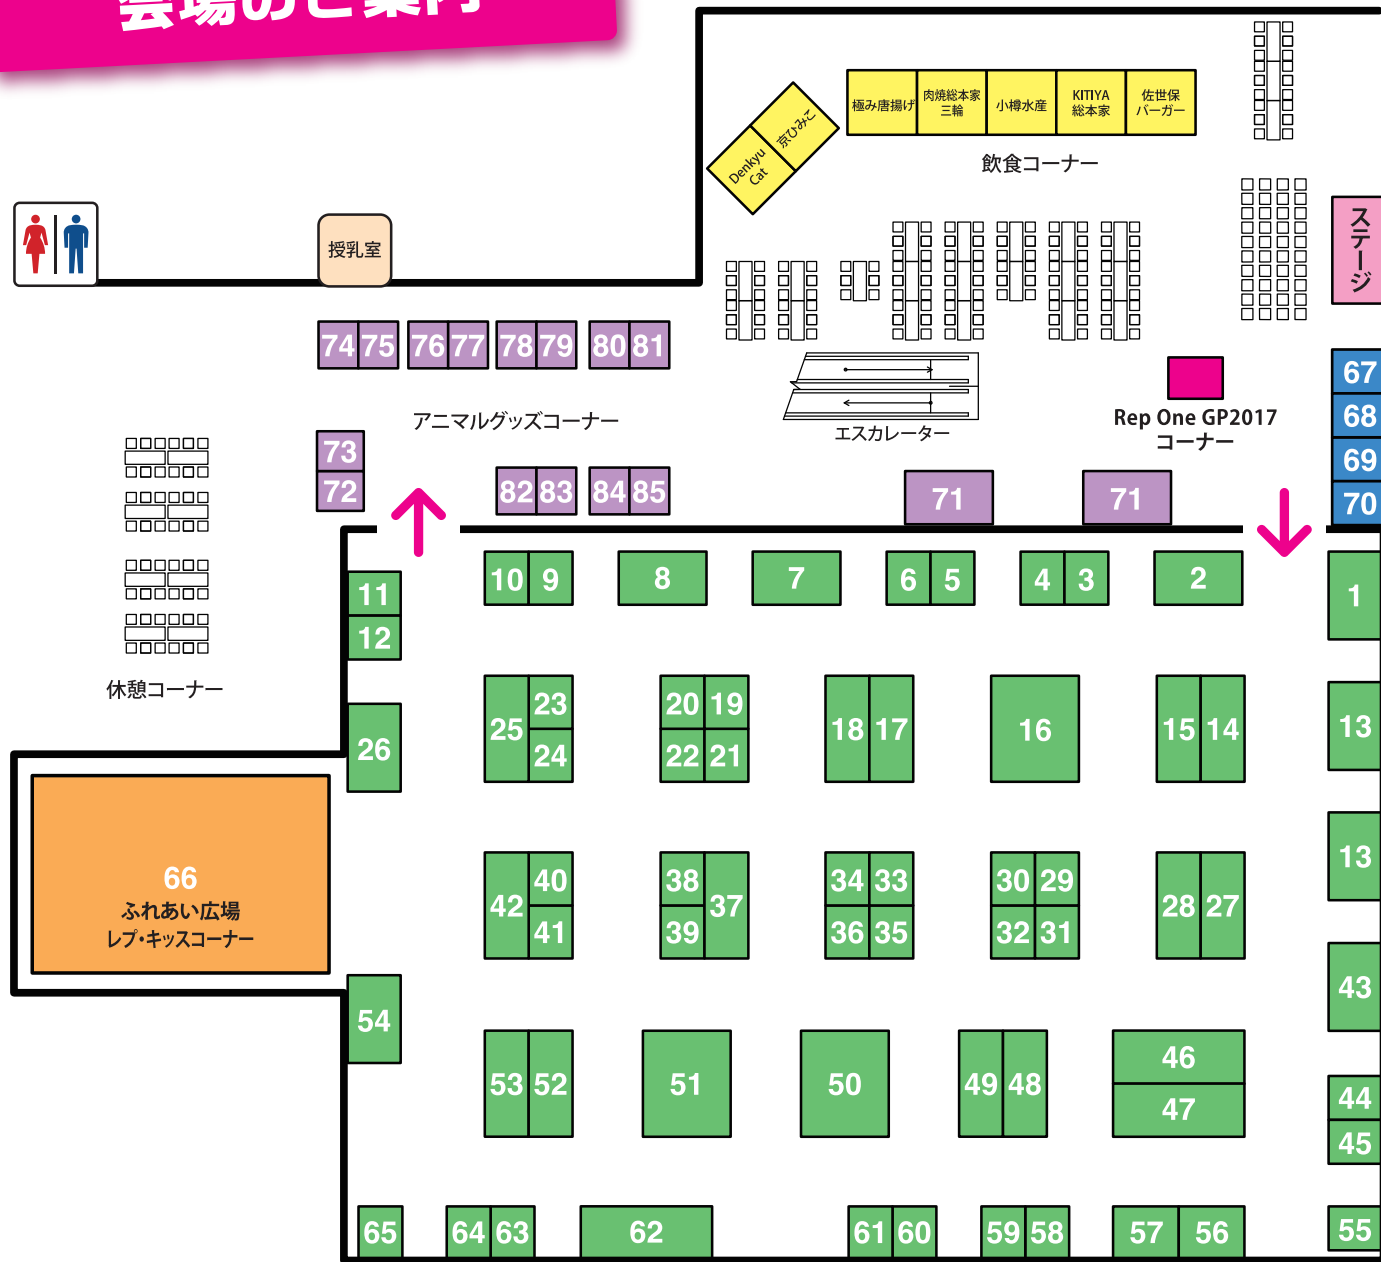 会場のご案内
極み唐揚げ
肉焼総本家
三輪
小樽水産
KITIYA
総本家
佐世保
バーガー
京ひみこ
Denkyu
Cat
飲食コーナー
授乳室
ステージ
74 75 76 77 78 79 80 81
アニマルグッズコーナー
エスカレーター
Rep One GP2017
コーナー
67
68
69
70
73
72
82 83 84 85
71 71
10 9 8 7 6 5 4 3 2 1
11
12
休憩コーナー
26
25 23 20 19 18 17 16 15 14 13
24 22 21
66
ふれあい広場
レプ・キッスコーナー
42 40 38 37 34 33 30 29 28 27 13
41 39 36 35 32 31
43
54
53 52 51 50 49 48 46
47
44
45
65 64 63 62 61 60 59 58 57 56 55